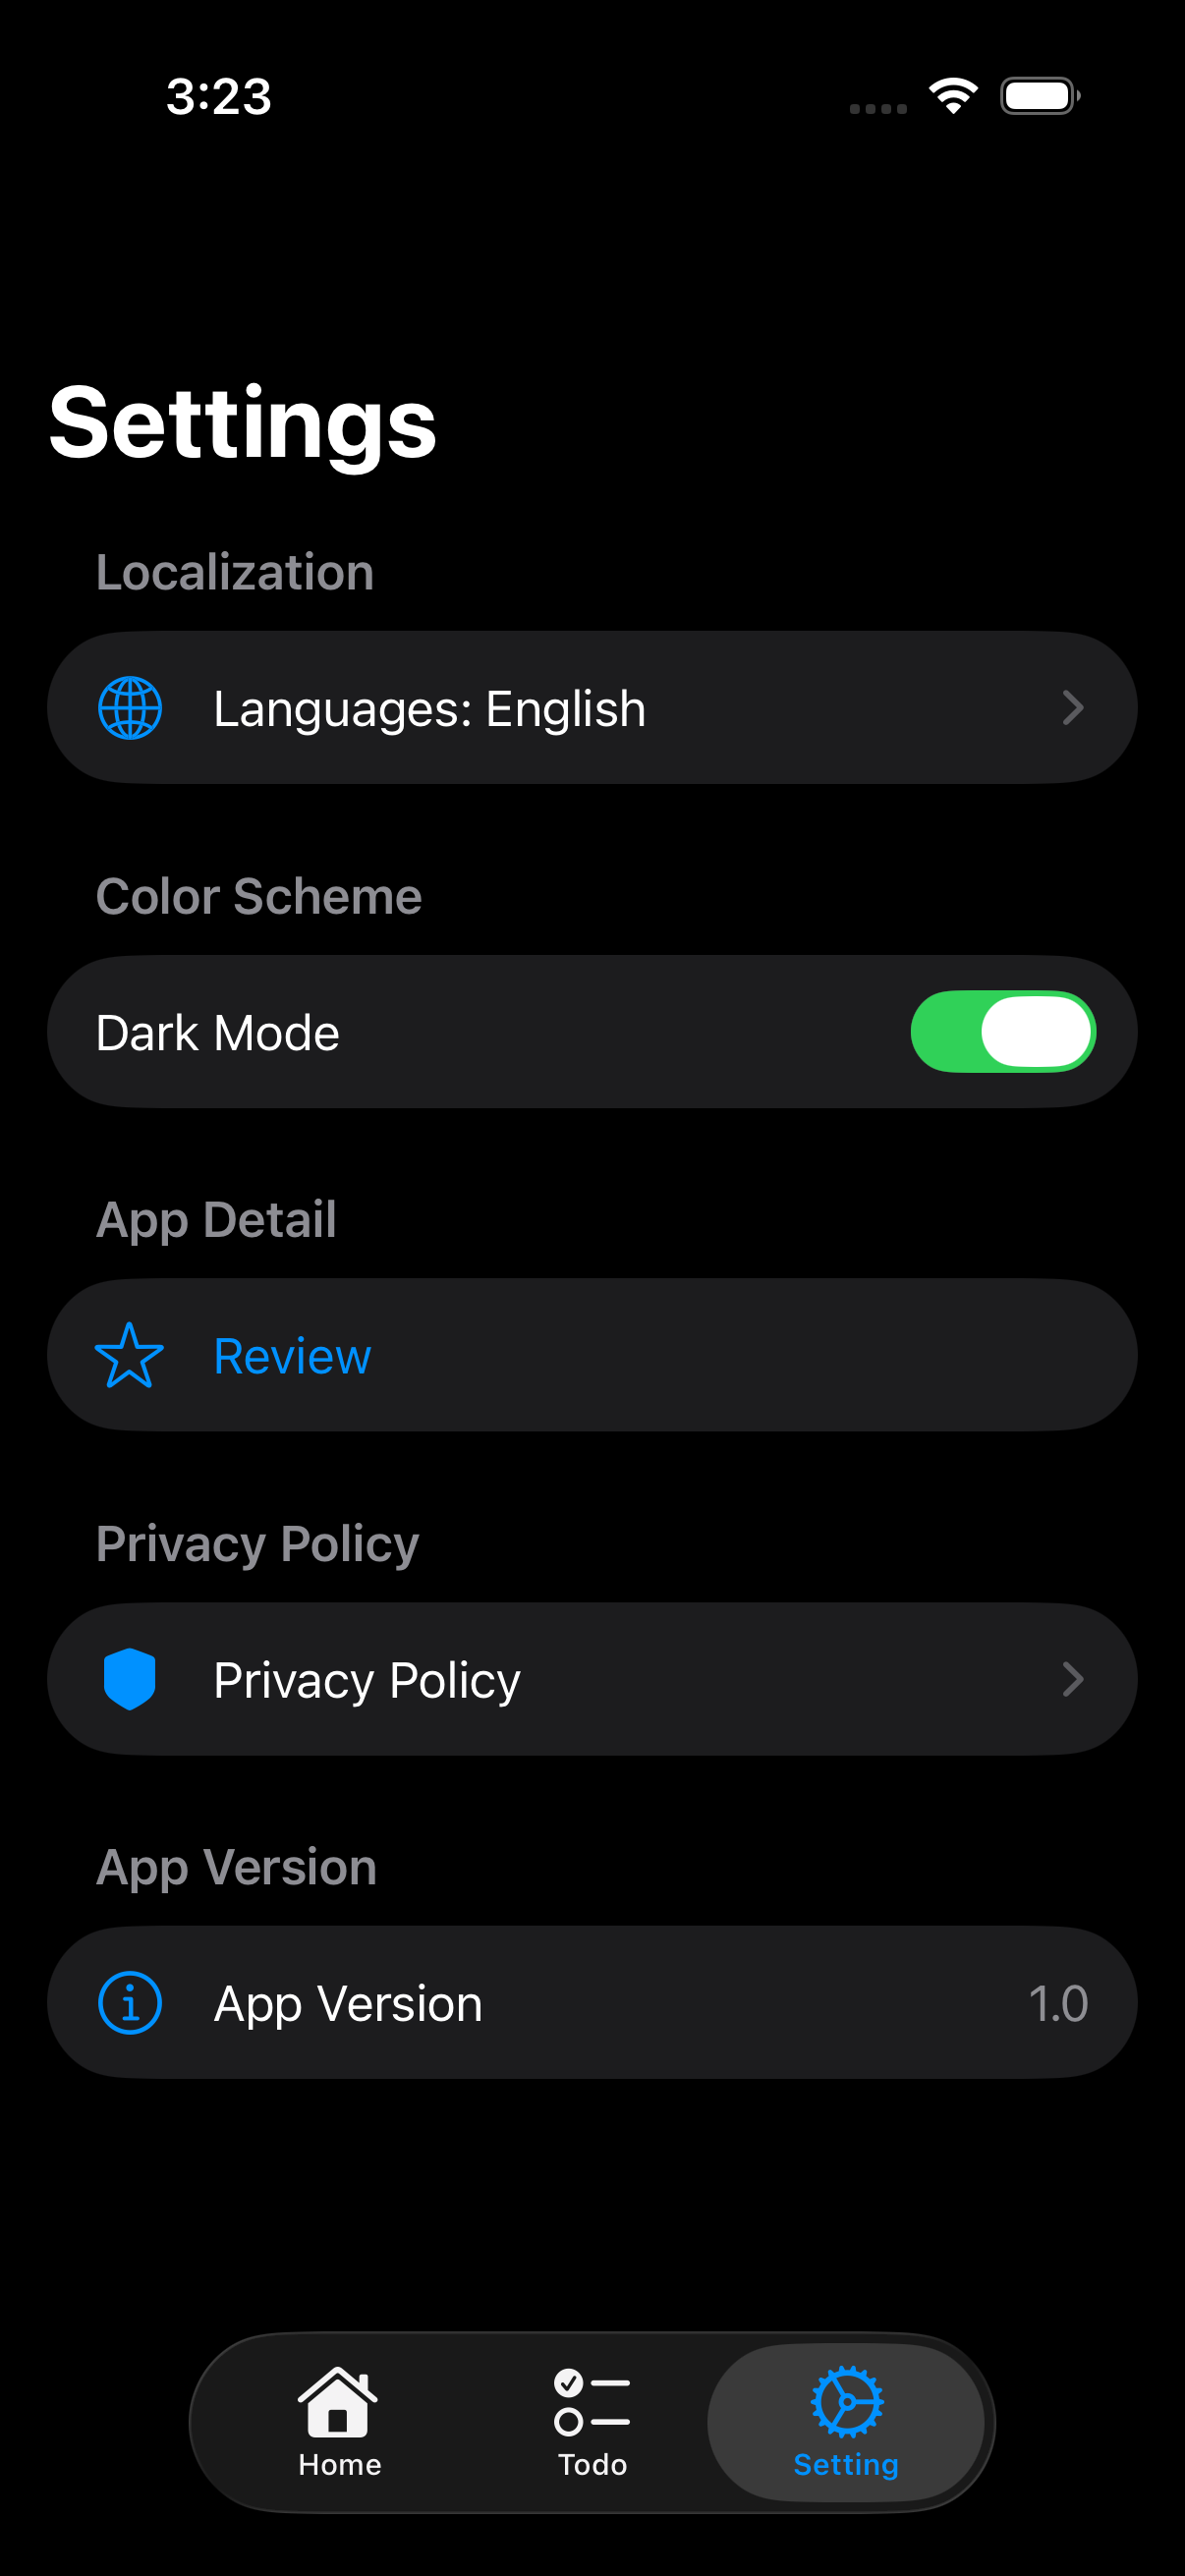 3:23
Settings
Localization
Languages: English
Color Scheme
Dark Mode
App Detail
Review
Privacy Policy
Privacy Policy
App Version
App Version 1.0
Home Todo Setting